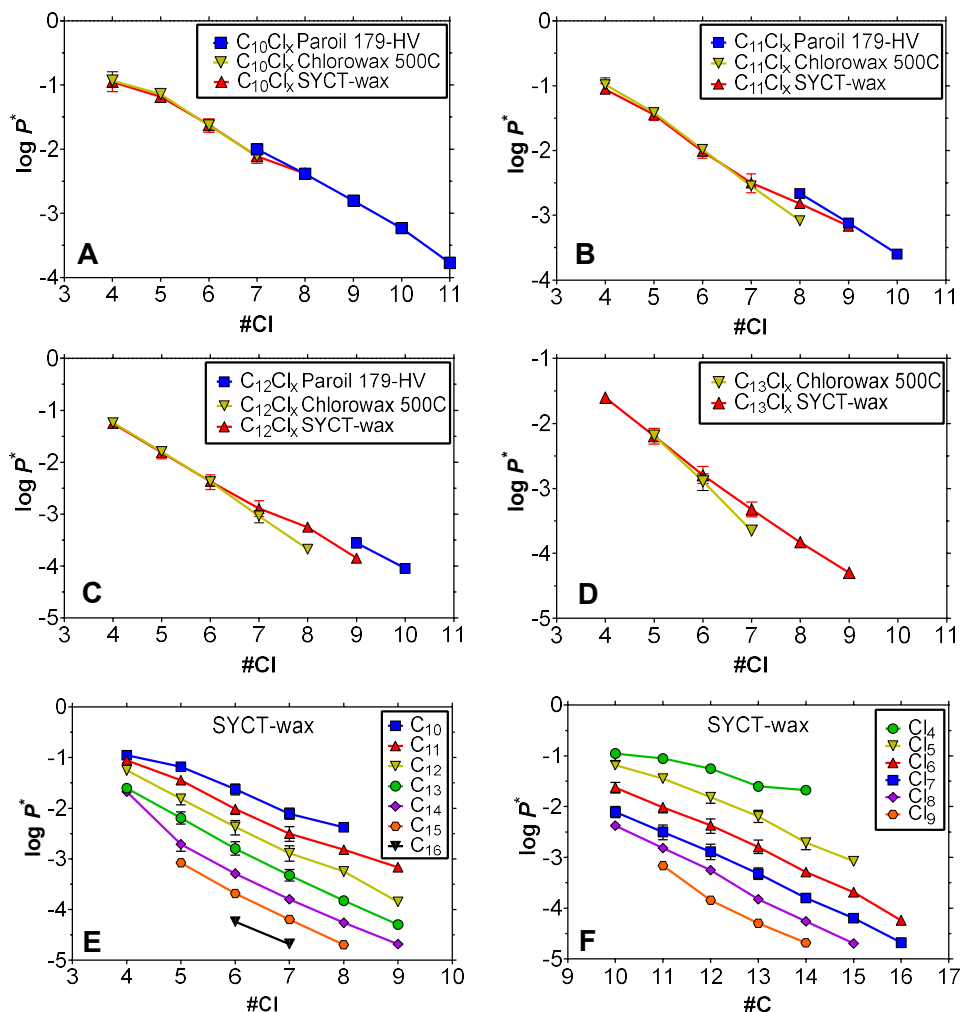 C10Clx Paroil 179-HV
C10Clx Chlorowax 500C
C10Clx SYCT-wax
0
-1
-2
-3
-4
log P*
A
3 4 5 6 7 8 9 10 11
#Cl
C11Clx Paroil 179-HV
C11Clx Chlorowax 500C
C11Clx SYCT-wax
0
-1
-2
-3
-4
log P*
B
3 4 5 6 7 8 9 10 11
#Cl
C12Clx Paroil 179-HV
C12Clx Chlorowax 500C
C12Clx SYCT-wax
0
-1
-2
-3
-4
-5
log P*
C
3 4 5 6 7 8 9 10 11
#Cl
C13Clx Chlorowax 500C
C13Clx SYCT-wax
-1
-2
-3
-4
-5
log P*
D
3 4 5 6 7 8 9 10 11
#Cl
SYCT-wax
C10
C11
C12
C13
C14
C15
C16
0
-1
-2
-3
-4
-5
log P*
E
3 4 5 6 7 8 9 10
#Cl
SYCT-wax
Cl4
Cl5
Cl6
Cl7
Cl8
Cl9
0
-1
-2
-3
-4
-5
log P*
F
9 10 11 12 13 14 15 16 17
#C